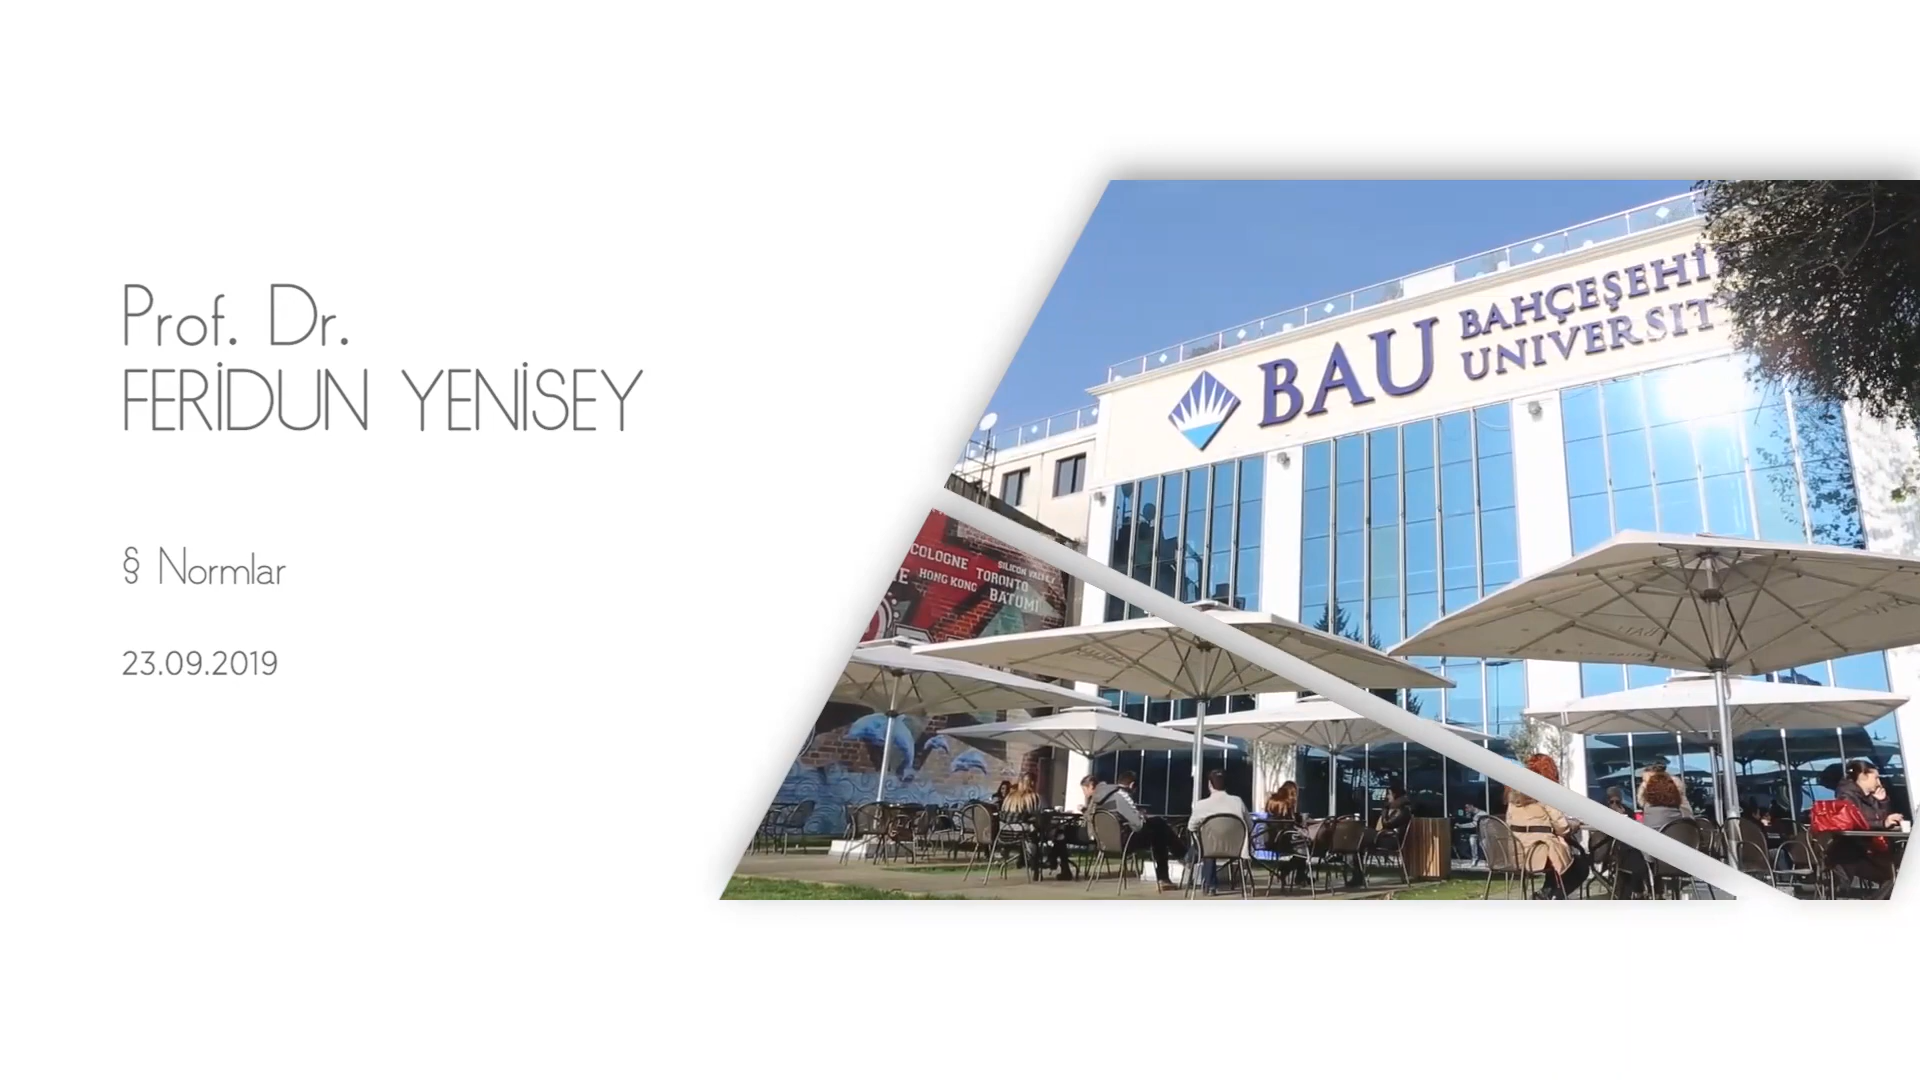 Prof. Dr.
FERİDUN YENİSEY
§ Normlar
23.09.2019
BAU
BAHÇEŞEHİ
UNIVERSIT
COLOGNE
SILICON VALLEY
HONG KONG
TORONTO
BATUMI